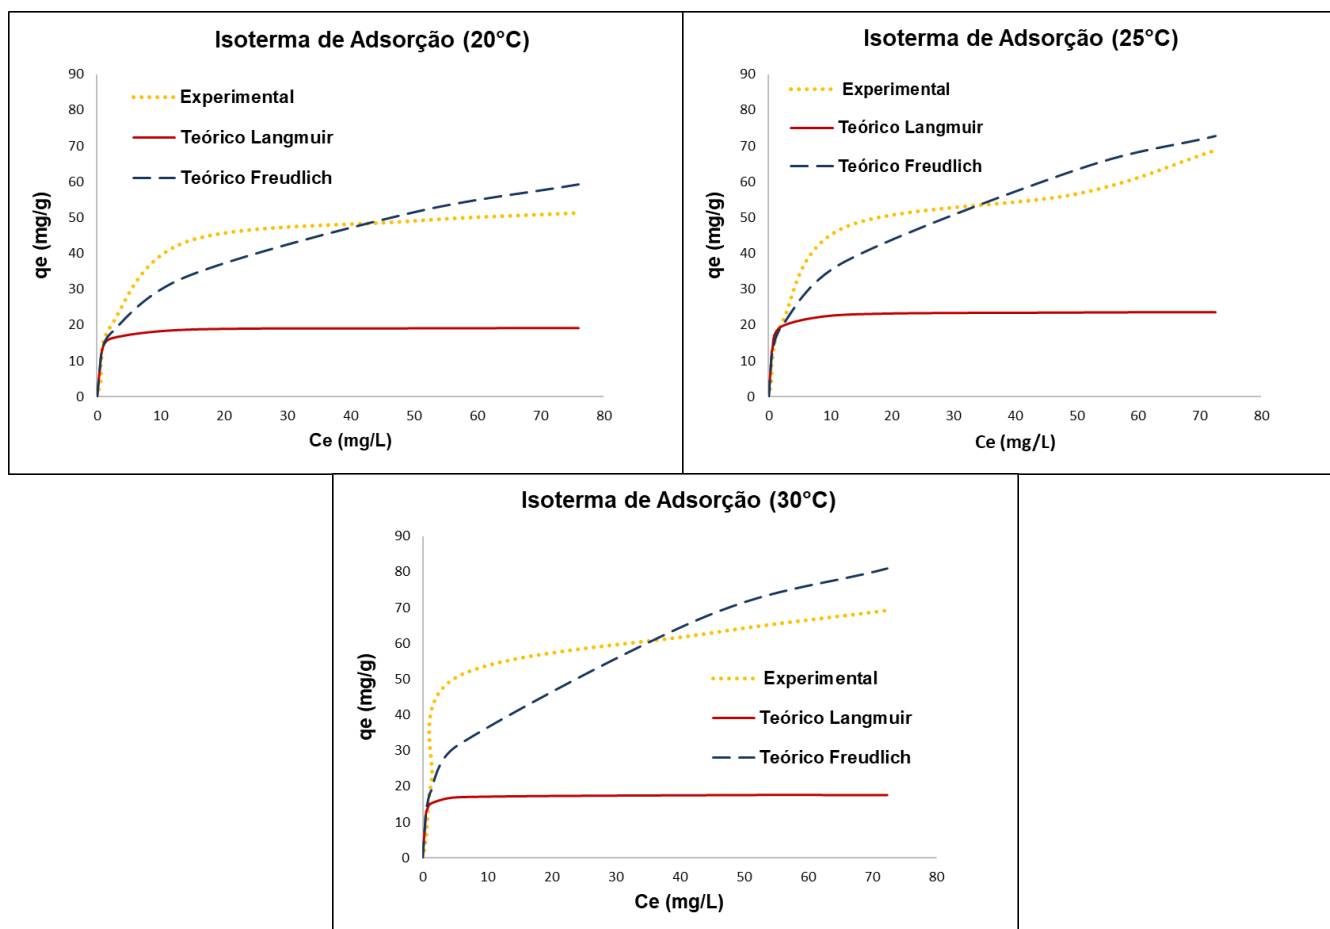 Isoterma de Adsorção (20°C)
90
80
70
60
50
40
30
20
10
0
qe (mg/g)
Experimental
Teórico Langmuir
Teórico Freudlich
0 10 20 30 40 50 60 70 80
Ce (mg/L)
Isoterma de Adsorção (25°C)
90
80
70
60
50
40
30
20
10
0
qe (mg/g)
Experimental
Teórico Langmuir
Teórico Freudlich
0 10 20 30 40 50 60 70 80
Ce (mg/L)
Isoterma de Adsorção (30°C)
90
80
70
60
50
40
30
20
10
0
qe (mg/g)
Experimental
Teórico Langmuir
Teórico Freudlich
0 10 20 30 40 50 60 70 80
Ce (mg/L)